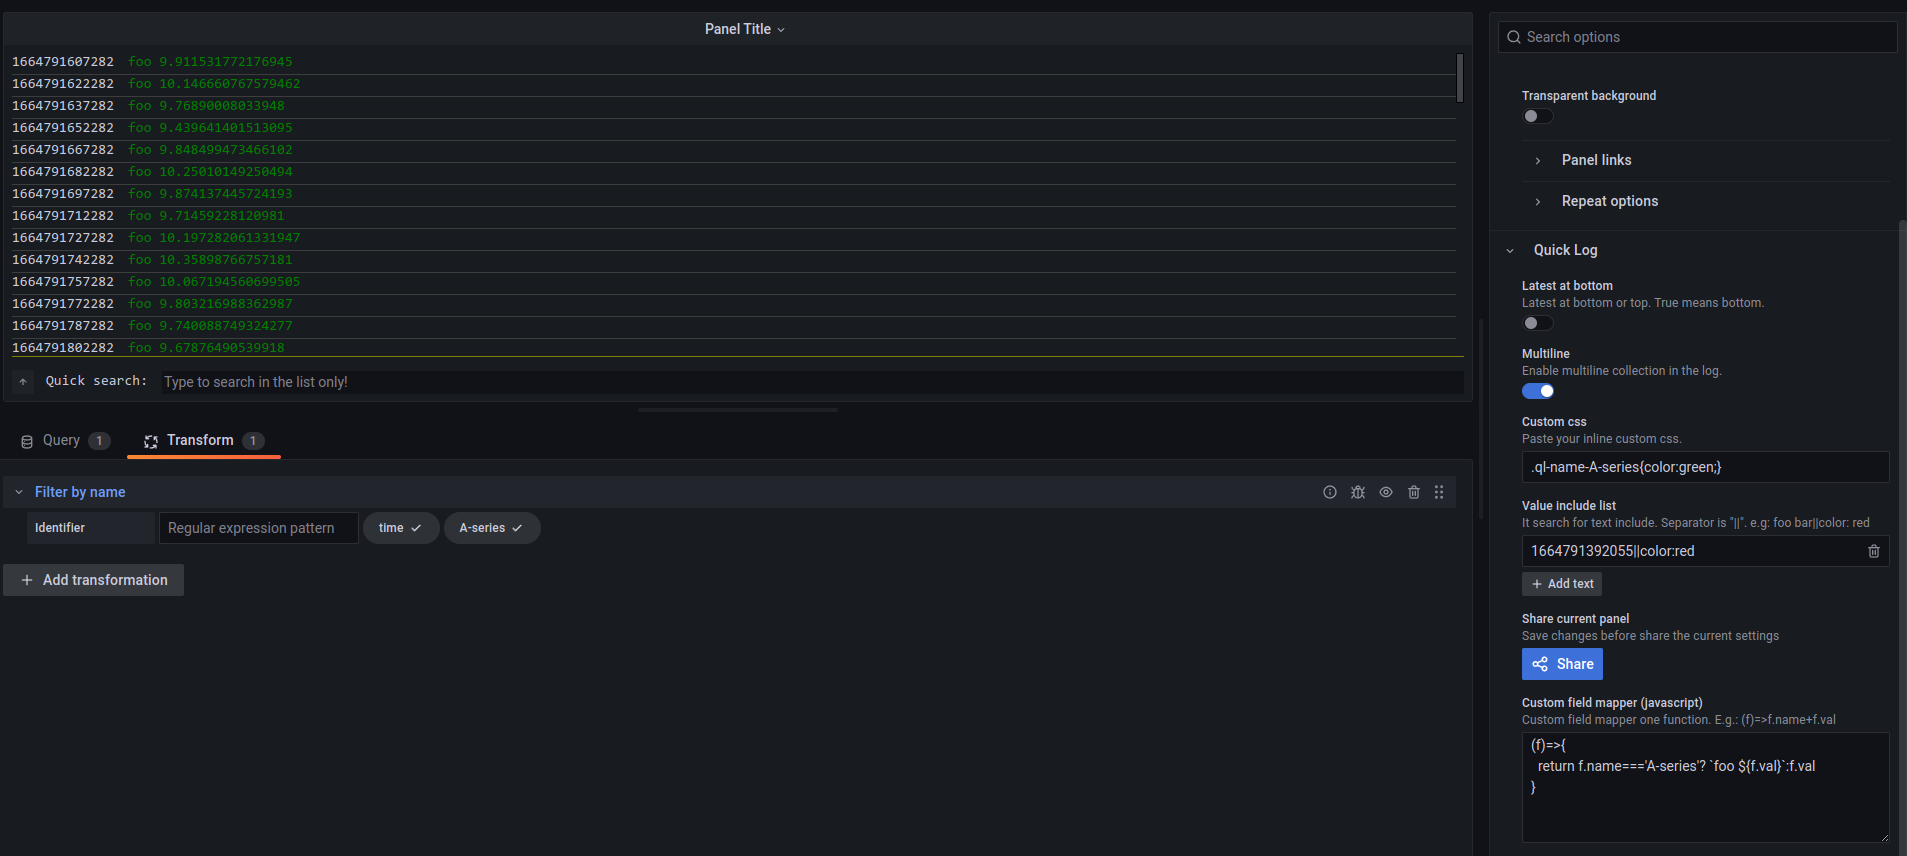 Panel Title
1664791607282 foo 9.911531772176945
1664791622282 foo 10.146660767579462
1664791637282 foo 9.76890008033948
1664791652282 foo 9.439641401513095
1664791667282 foo 9.848499473466102
1664791682282 foo 10.25010149250494
1664791697282 foo 9.874137445724193
1664791712282 foo 9.71459228120981
1664791727282 foo 10.197282061331947
1664791742282 foo 10.35898766757181
1664791757282 foo 10.067194560699505
1664791772282 foo 9.803216988362987
1664791787282 foo 9.740088749324277
1664791802282 foo 9.67876490539918
Quick search: Type to search in the list only!
Query 1 Transform 1
Filter by name
Identifier Regular expression pattern time A-series
Add transformation
Search options
Transparent background
Panel links
Repeat options
Quick Log
Latest at bottom
Latest at bottom or top. True means bottom.
Multiline
Enable multiline collection in the log.
Custom css
Paste your inline custom css.
.ql-name-A-series{color:green;}
Value include list
It search for text include. Separator is "||". e.g: foo bar||color: red
1664791392055||color:red
Add text
Share current panel
Save changes before share the current settings
Share
Custom field mapper (javascript)
Custom field mapper one function. E.g.: (f)=>f.name+f.val
(f)=>{
return f.name==='A-series'? `foo ${f.val}`:f.val
}